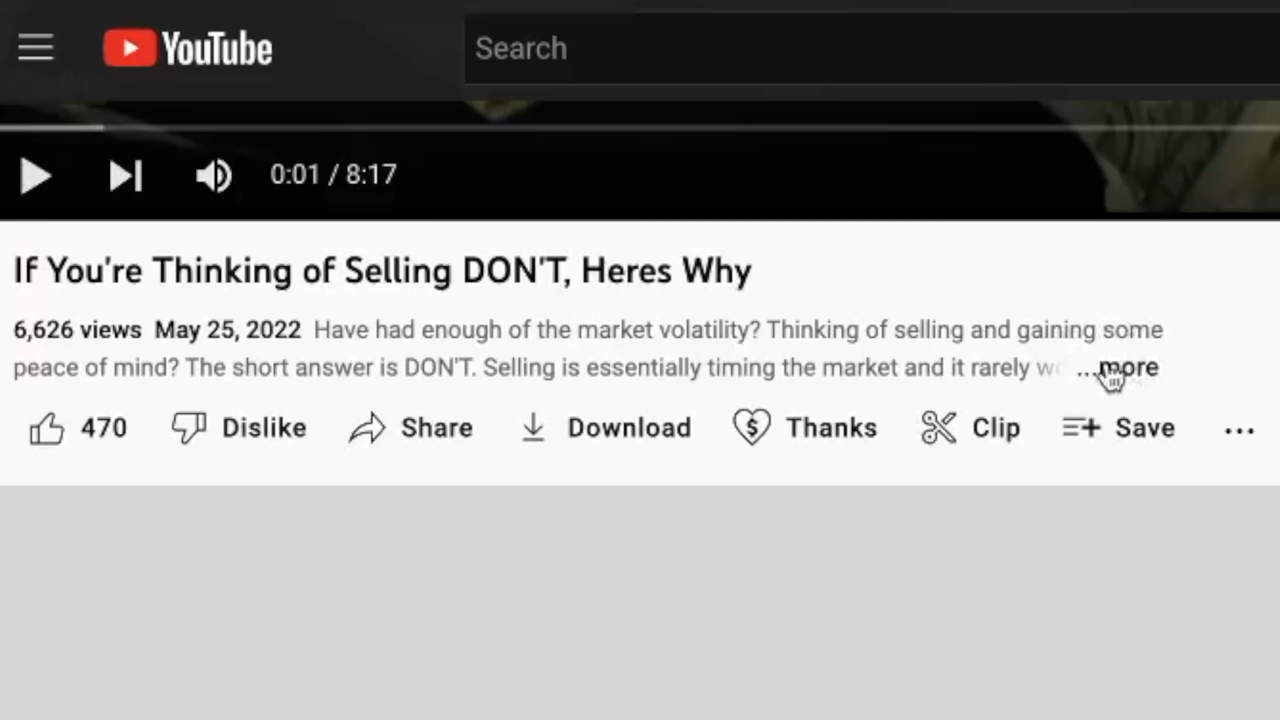 YouTube
Search
0:01 / 8:17
If You're Thinking of Selling DON'T, Heres Why
6,626 views May 25, 2022 Have had enough of the market volatility? Thinking of selling and gaining some
peace of mind? The short answer is DON'T. Selling is essentially timing the market and it rarely ...more
470 Dislike Share Download Thanks Clip Save ...